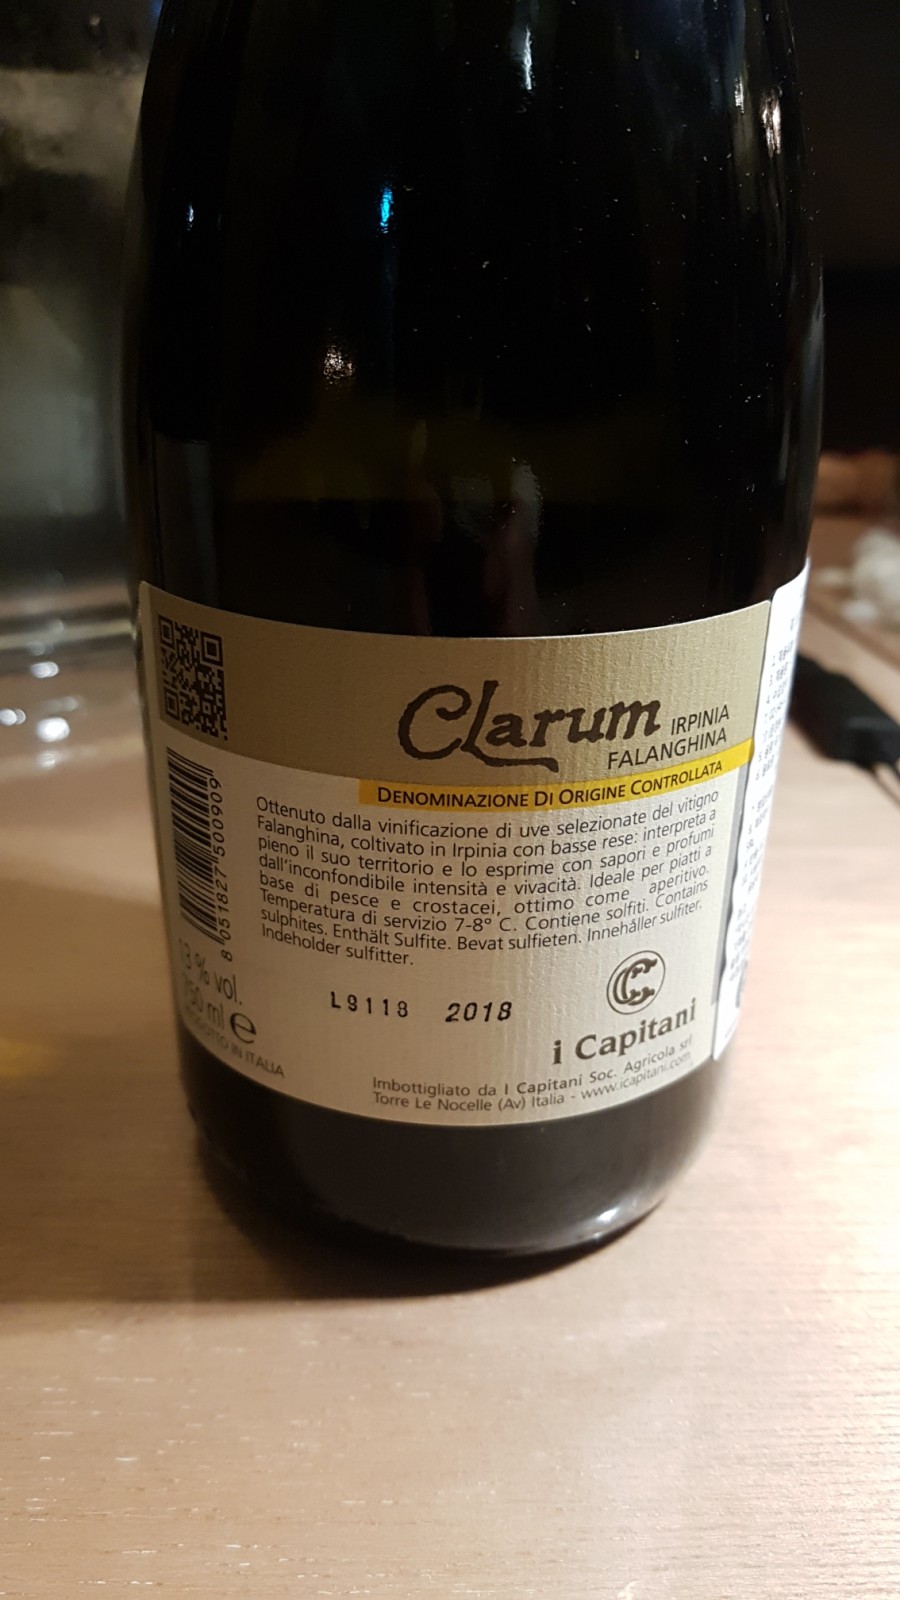 Clarum IRPINIA
FALANGHINA
DENOMINAZIONE DI ORIGINE CONTROLLATA
Ottenuto dalla vinificazione di uve selezionate del vitigno
Falanghina, coltivato in Irpinia con basse rese: interpreta a
pieno il suo territorio e lo esprime con sapori e profumi
dall'inconfondibile intensità e vivacità. Ideale per piatti a
base di pesce e crostacei, ottimo come aperitivo.
Temperatura di servizio 7-8° C. Contiene solfiti. Contains
sulphites. Enthält Sulfite. Bevat sulfieten. Innehåller sulfiter.
Indeholder sulfitter.
8 051827 500909
13 % vol.
750 ml e
PRODOTTO IN ITALIA
L9118 2018
i Capitani
Imbottigliato da I Capitani Soc. Agricola srl
Torre Le Nocelle (Av) Italia - www.icapitani.com